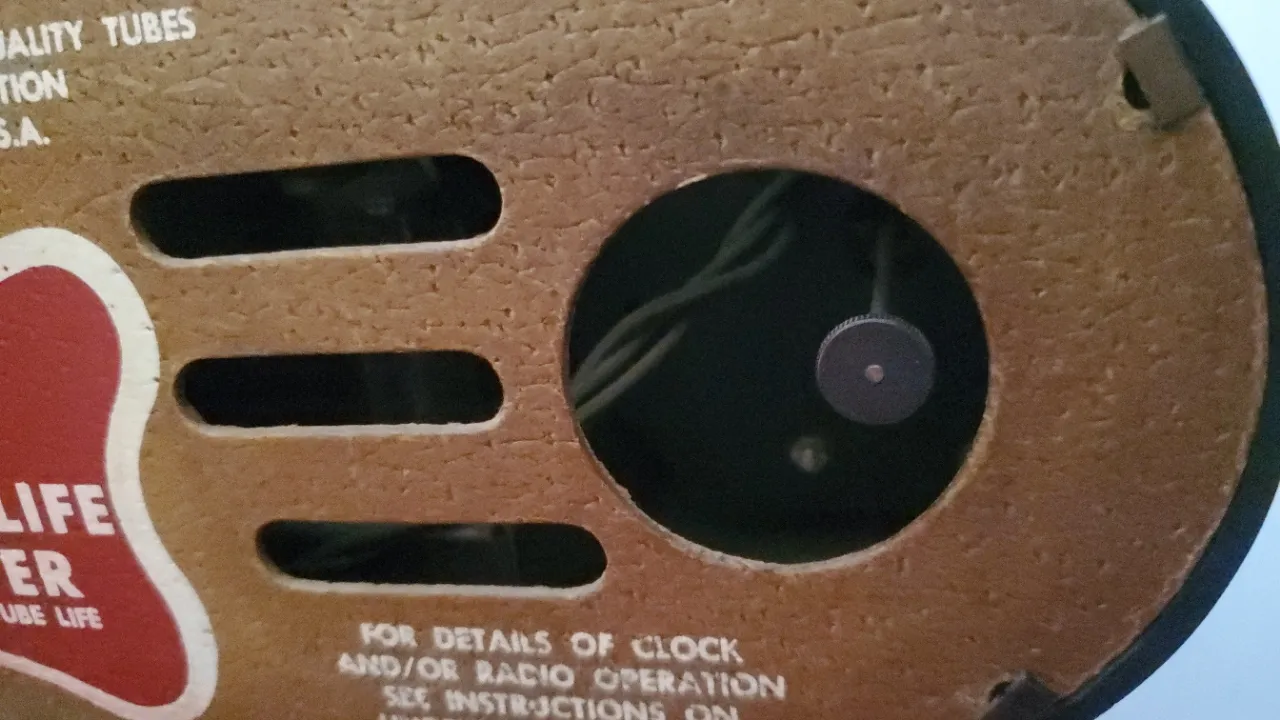 UALITY TUBES
TION
S.A.
LIFE
ER
UBE LIFE
FOR DETAILS OF CLOCK
AND/OR RADIO OPERATION
SEE INSTRUCTIONS ON